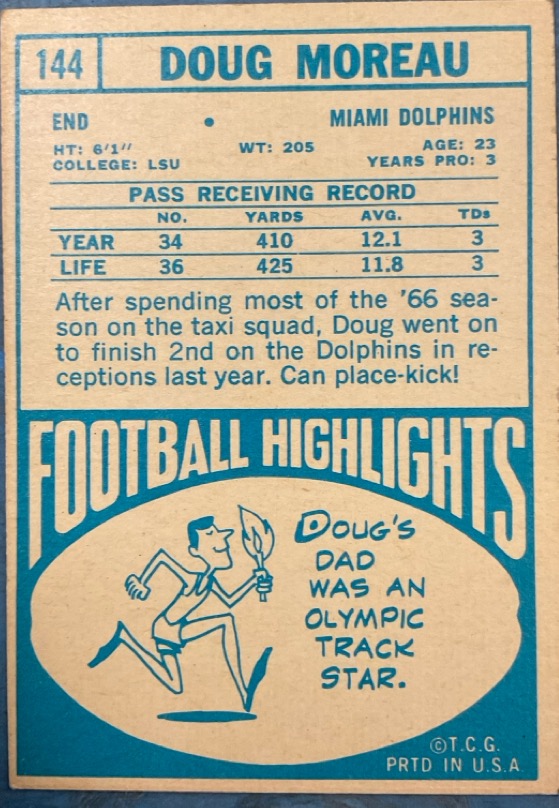 144 DOUG MOREAU
END • MIAMI DOLPHINS
HT: 6'1" WT: 205 AGE: 23
COLLEGE: LSU YEARS PRO: 3
PASS RECEIVING RECORD
NO. YARDS AVG. TDs
YEAR 34 410 12.1 3
LIFE 36 425 11.8 3
After spending most of the '66 sea-
son on the taxi squad, Doug went on
to finish 2nd on the Dolphins in re-
ceptions last year. Can place-kick!
FOOTBALL HIGHLIGHTS
DOUG'S
DAD
WAS AN
OLYMPIC
TRACK
STAR.
©T.C.G.
PRTD IN U.S.A.